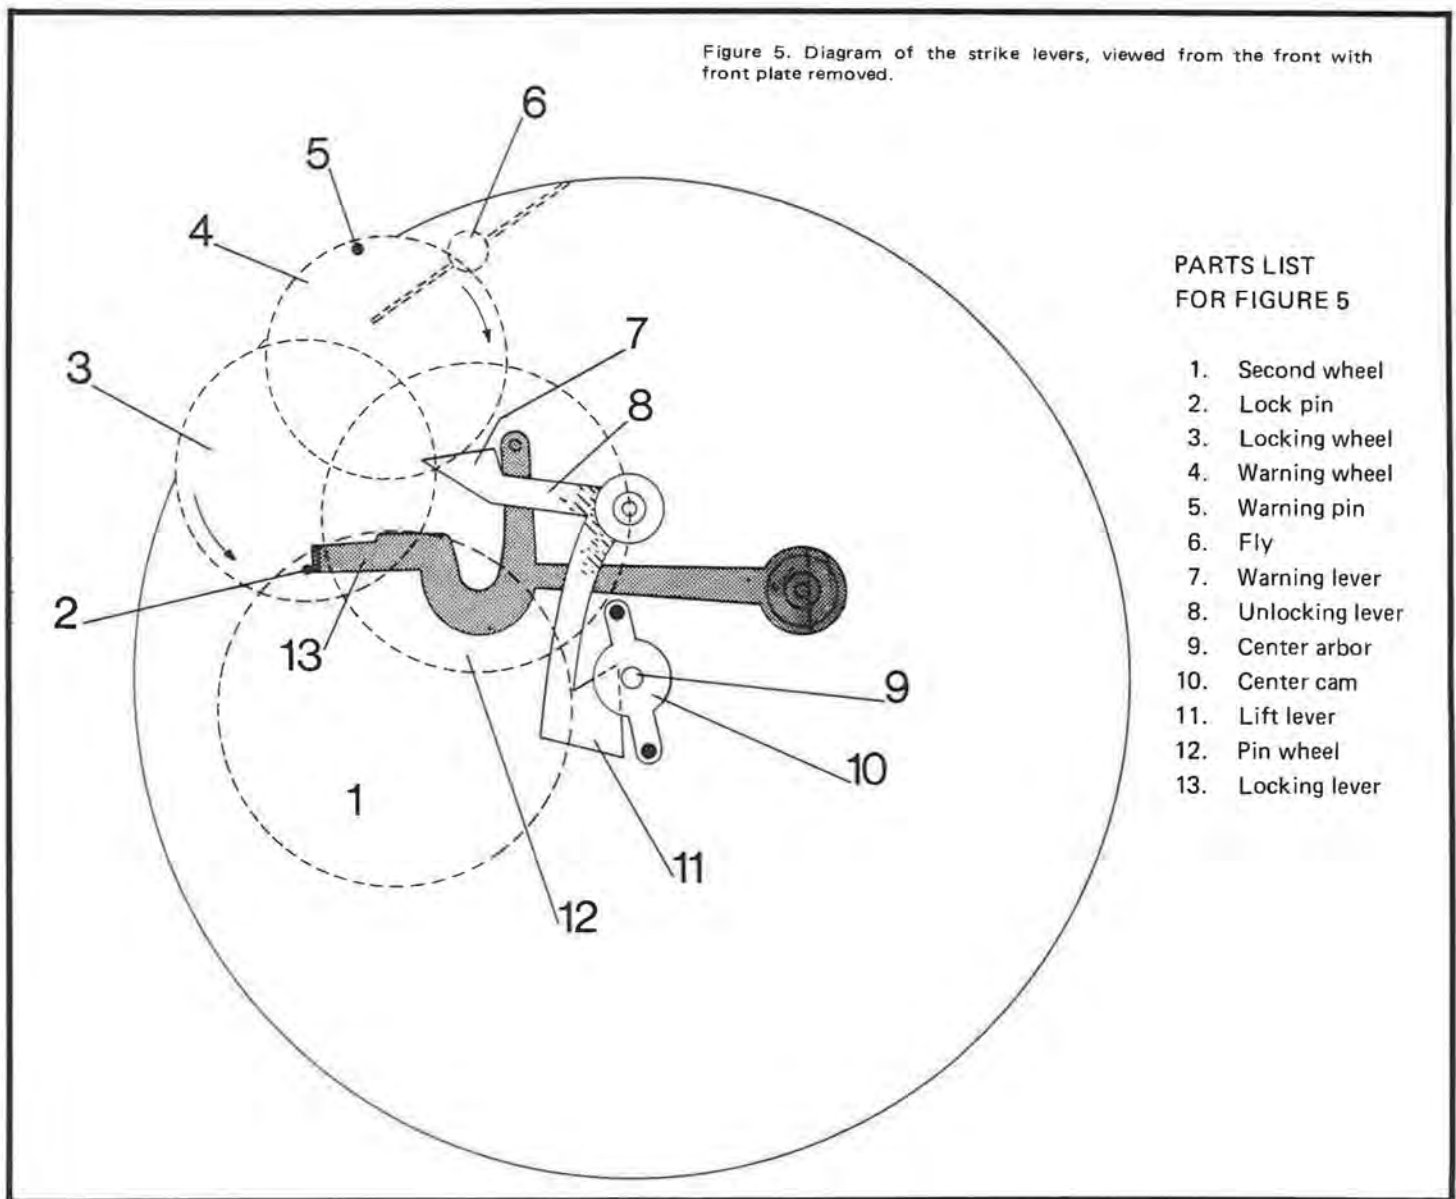 Figure 5. Diagram of the strike levers, viewed from the front with
front plate removed.
6
5
4
7
3
8
2
13
9
10
1
11
12
PARTS LIST
FOR FIGURE 5
1. Second wheel
2. Lock pin
3. Locking wheel
4. Warning wheel
5. Warning pin
6. Fly
7. Warning lever
8. Unlocking lever
9. Center arbor
10. Center cam
11. Lift lever
12. Pin wheel
13. Locking lever